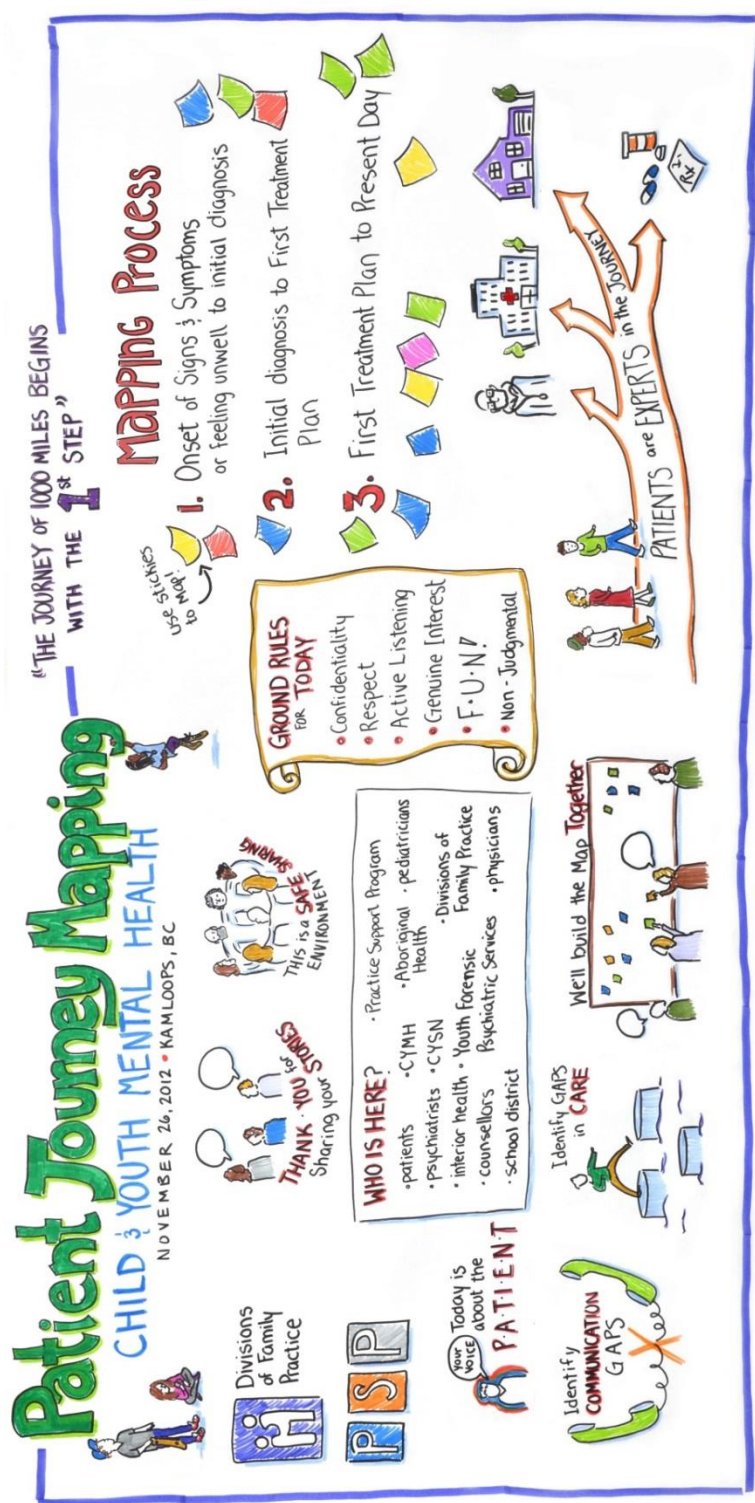 Patient Journey Mapping
CHILD & YOUTH MENTAL HEALTH
NOVEMBER 26, 2012 • KAMLOOPS, BC
"THE JOURNEY OF 1000 MILES BEGINS
WITH THE 1st STEP"
Divisions
of Family
Practice
PSP
THANK • YOU for
Sharing your STORIES
THIS is a SAFE SHARING
ENVIRONMENT
YOUR
VOICE
Today is
about the
P•A•T•I•E•N•T
WHO IS HERE?
• patients
• psychiatrists
• interior health
• counsellors
• school district
• CYMH
• CYSN
• Youth Forensic
Psychiatric Services
• Practice Support Program
• Aboriginal
Health
• pediatricians
• Divisions of
Family Practice
• physicians
GROUND RULES
FOR TODAY
• Confidentiality
• Respect
• Active Listening
• Genuine Interest
• F•U•N!
• Non-Judgmental
MAPPING PROCESS
use stickies
to MAP!
1. Onset of Signs & Symptoms
or feeling unwell to initial diagnosis
2. Initial diagnosis to First Treatment
Plan
3. First Treatment Plan to Present Day
Identify
COMMUNICATION
GAPS
Identify GAPS
in CARE
We'll build the Map Together
PATIENTS are EXPERTS in the JOURNEY
Rx